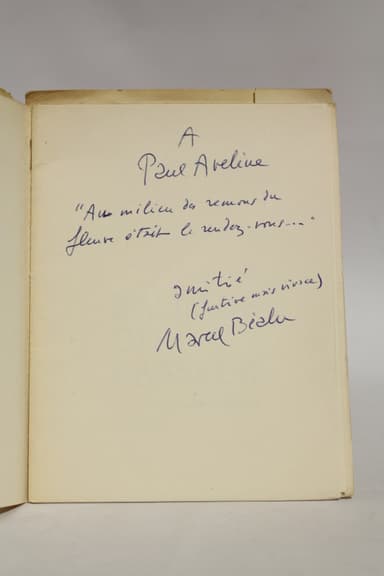 A
Paul Aveline
"Au milieu des remous du
fleuve était le rendez-vous..."
amitié
(furtive mais vivace)
Marcel Béalu